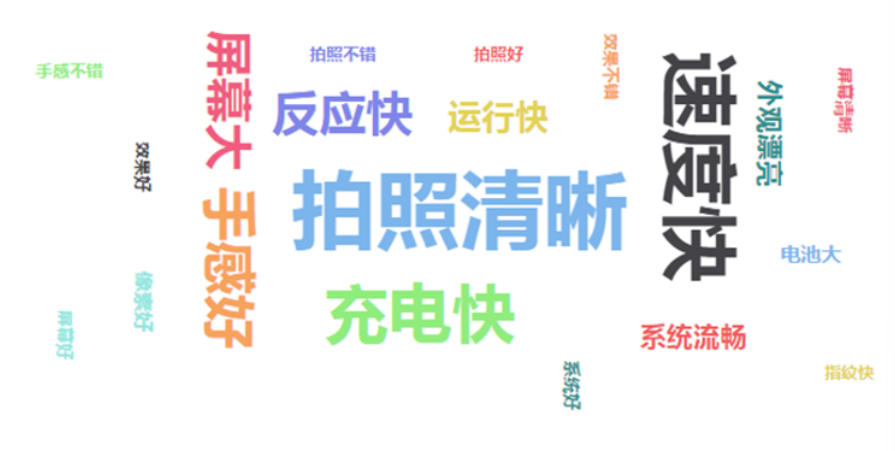 手感不错
屏幕大
拍照不错
拍照好
效果不错
速度快
外观漂亮
屏幕清晰
反应快
运行快
效果好
手感好
拍照清晰
电池大
像素好
屏幕好
充电快
系统流畅
系统好
指纹快